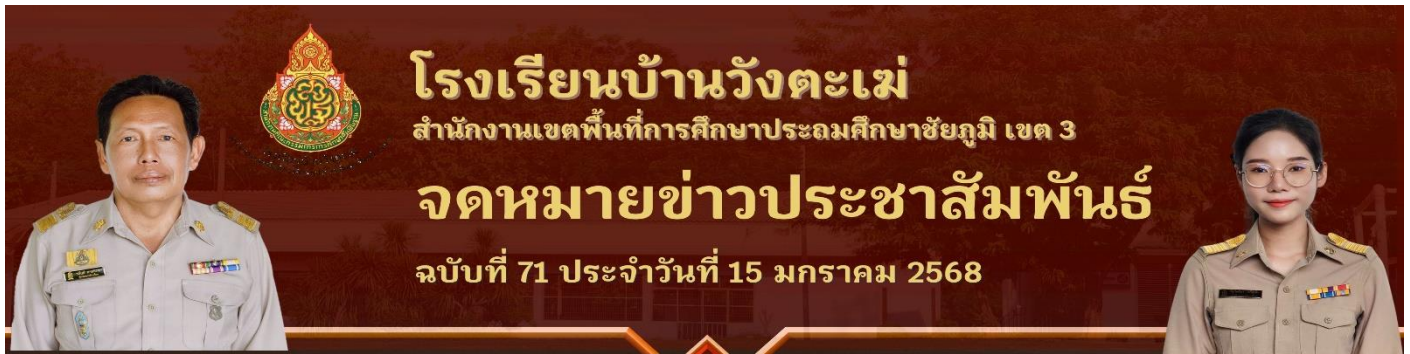 โรงเรียนบ้านวังตะเฆ่
สำนักงานเขตพื้นที่การศึกษาประถมศึกษาชัยภูมิ เขต 3
จดหมายข่าวประชาสัมพันธ์
ฉบับที่ 71 ประจำวันที่ 15 มกราคม 2568